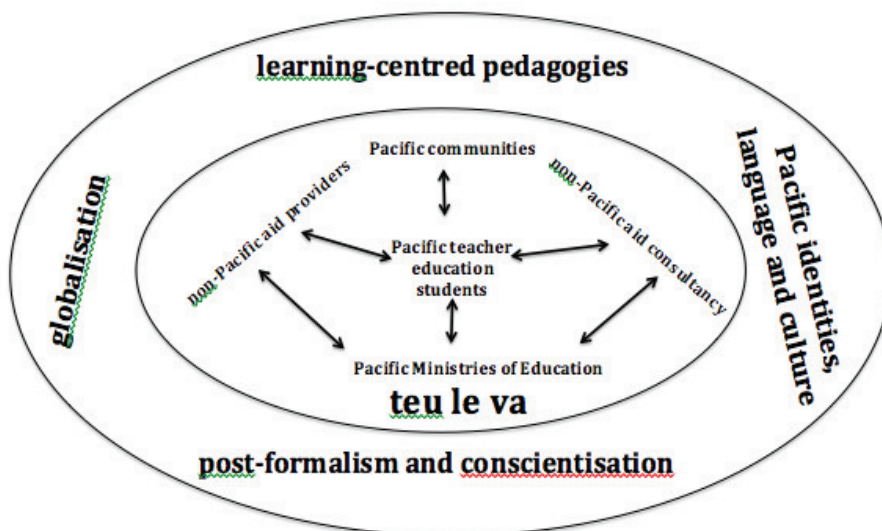 learning-centred pedagogies
Pacific communities
non-Pacific aid providers
non-Pacific aid consultancy
Pacific identities,
language and culture
globalisation
Pacific teacher
education
students
Pacific Ministries of Education
teu le va
post-formalism and conscientisation